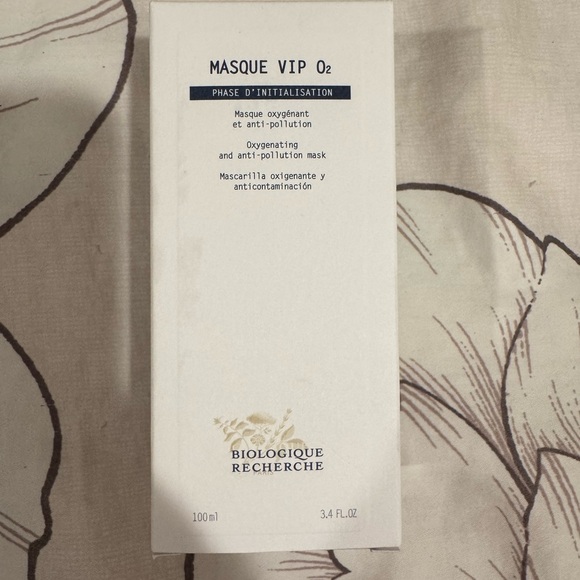 MASQUE VIP O₂
PHASE D'INITIALISATION
Masque oxygénant
et anti-pollution
Oxygenating
and anti-pollution mask
Mascarilla oxigenante y
anticontaminación
BIOLOGIQUE
RECHERCHE
PARIS
100ml
3.4 FL.OZ